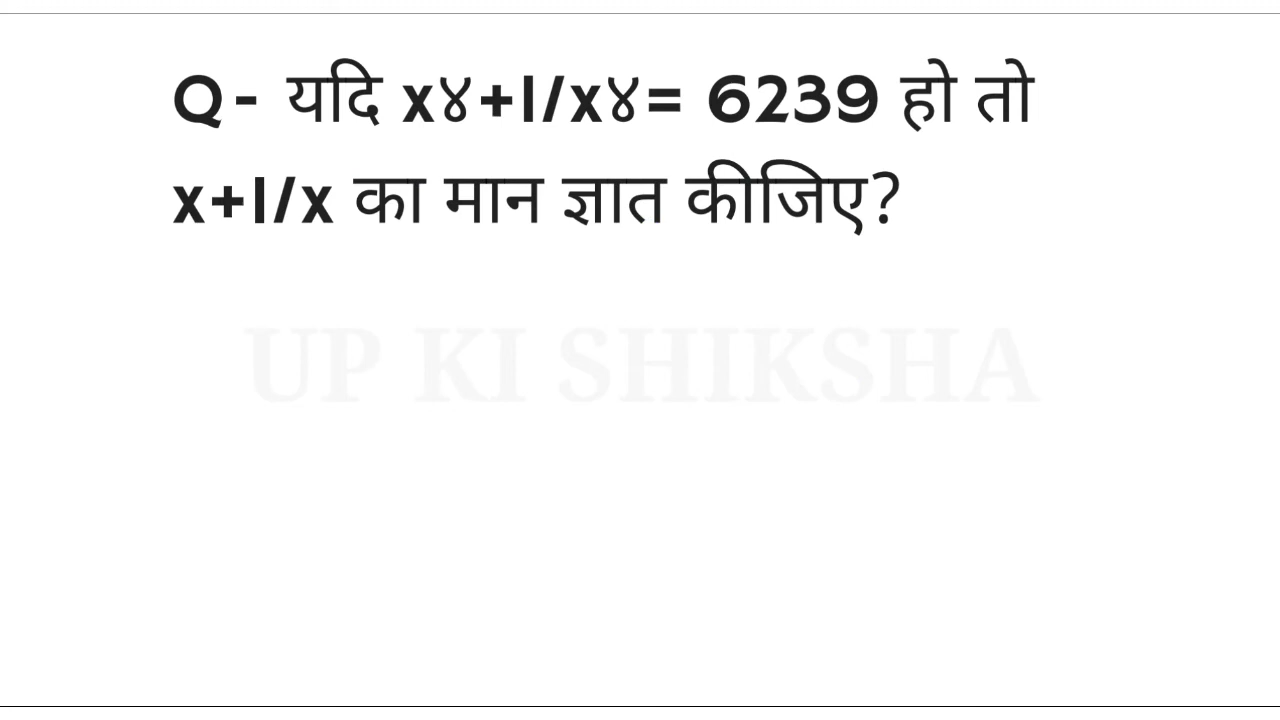 Q- यदि x४+1/x४= 6239 हो तो
x+1/x का मान ज्ञात कीजिए?
UP KI SHIKSHA